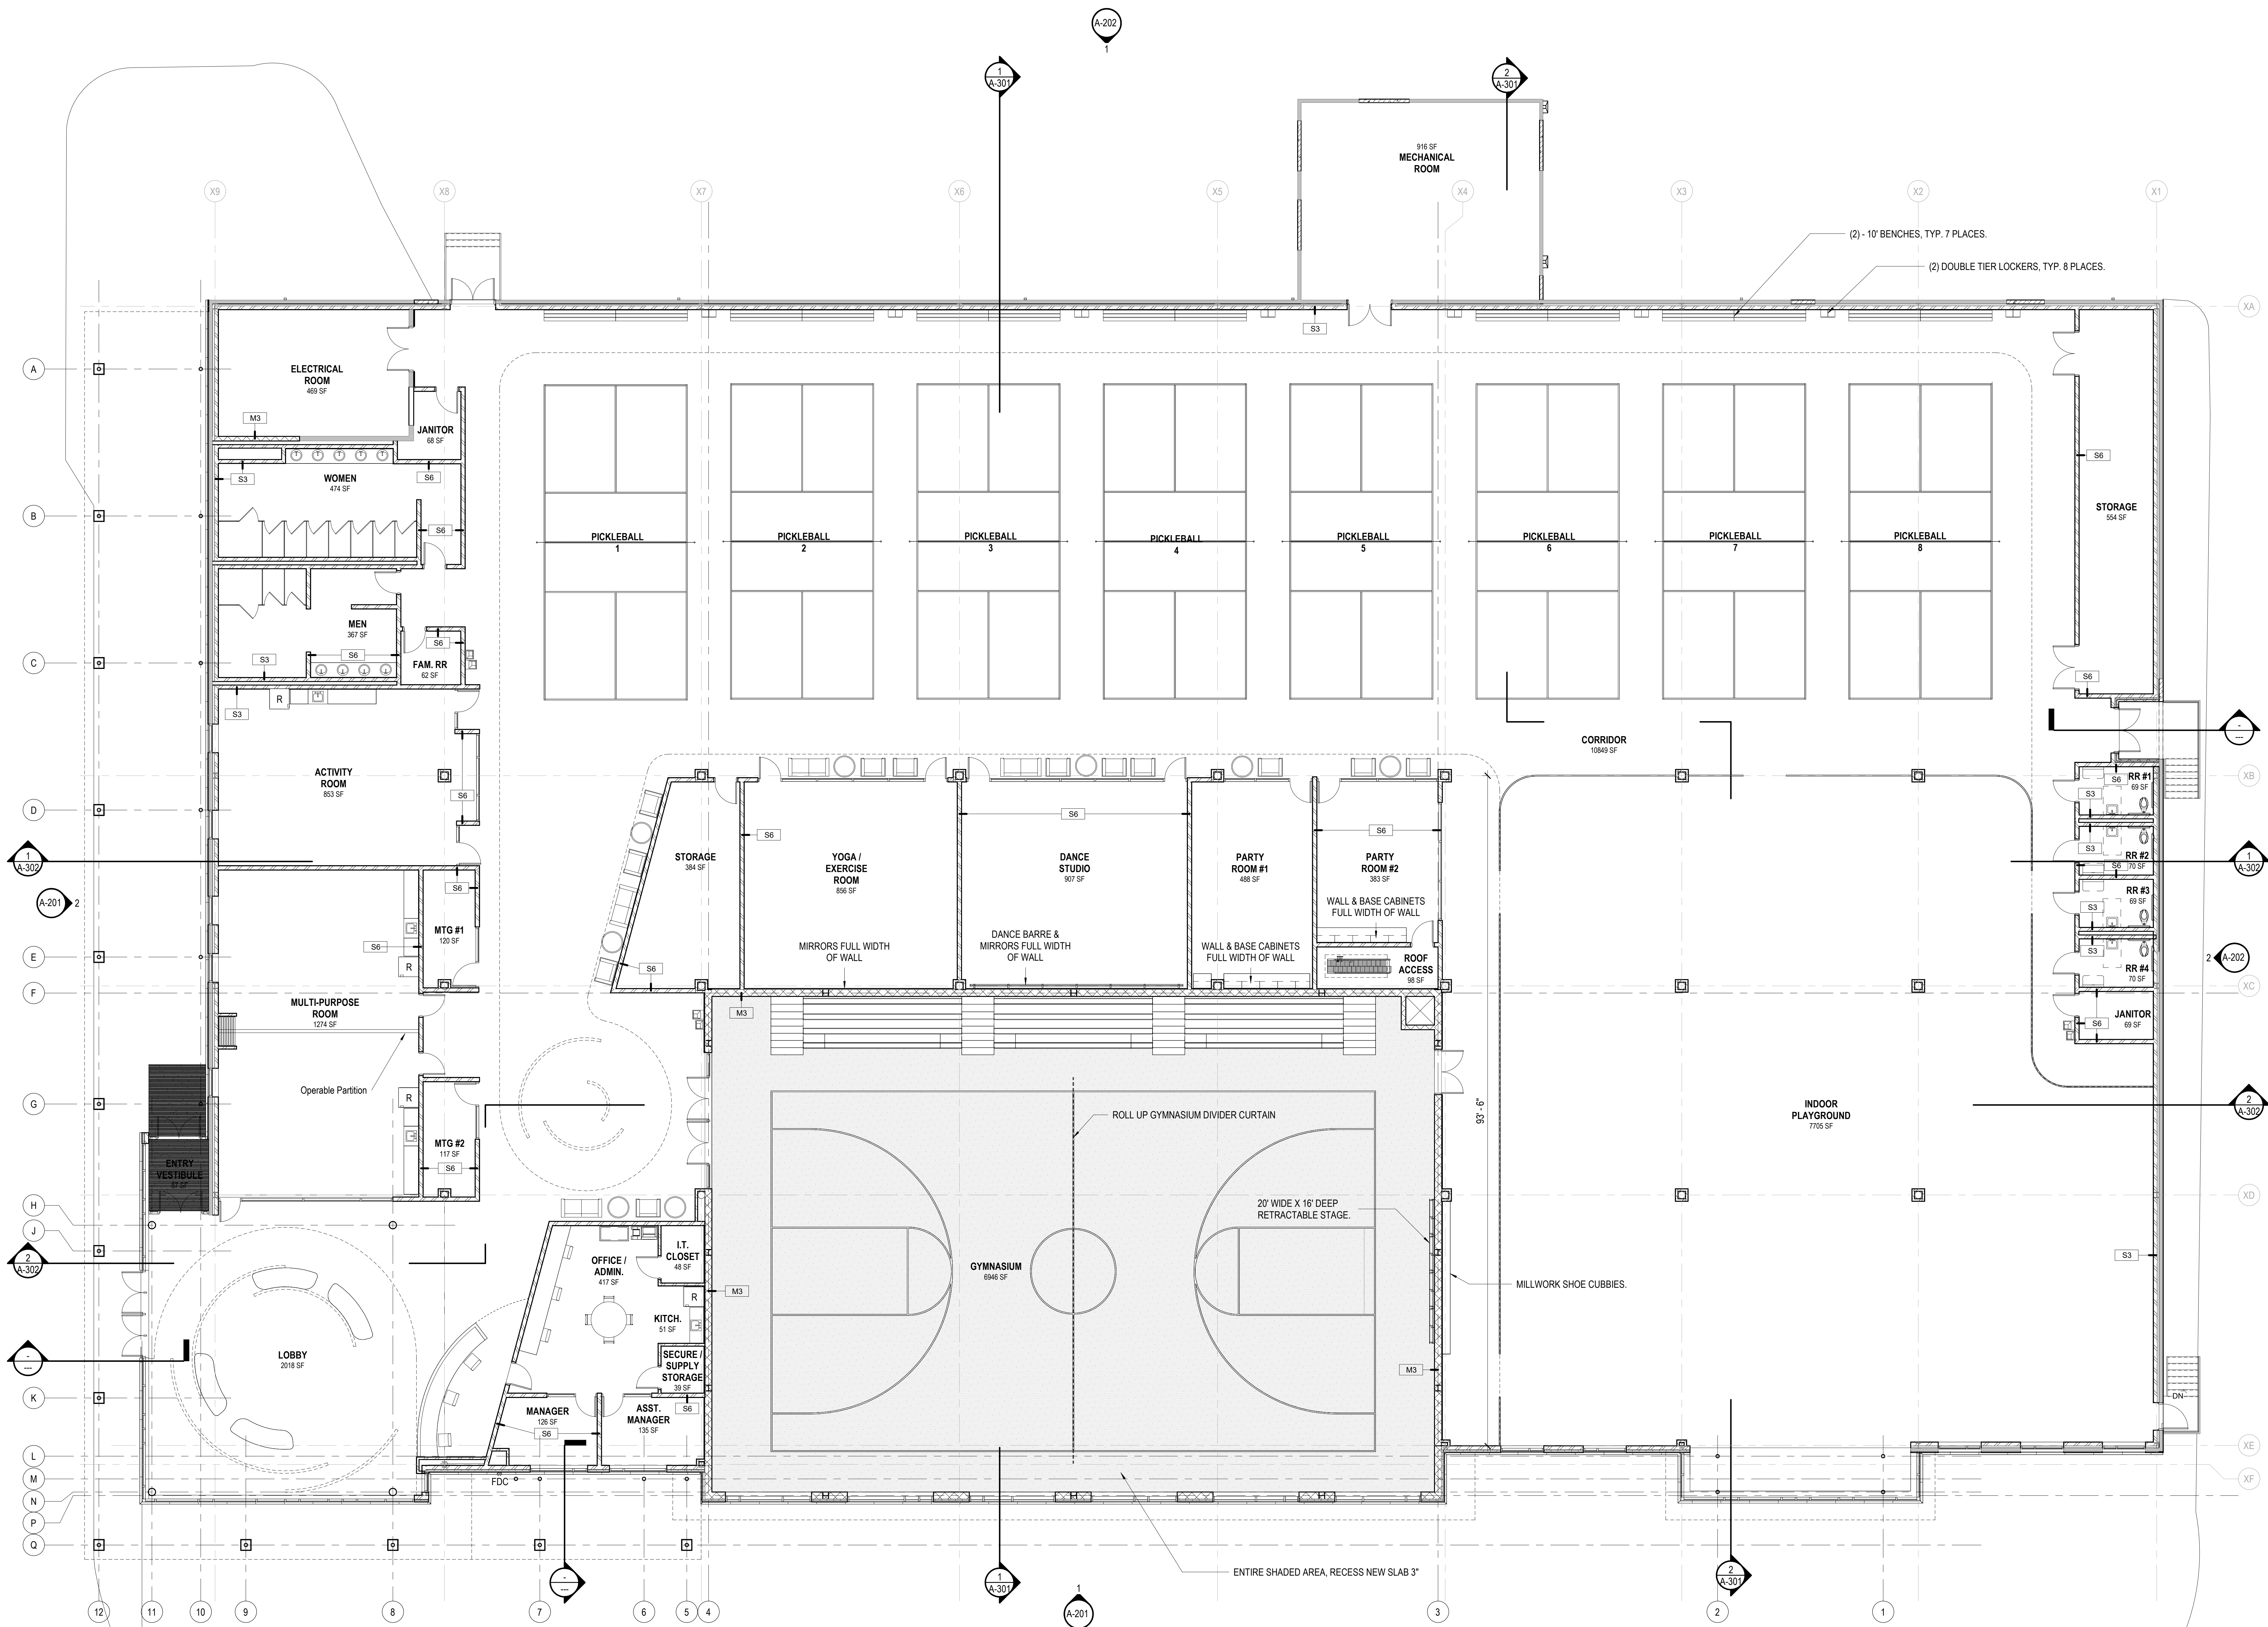 A-202
1
1
A-301
2
A-301
916 SF
MECHANICAL
ROOM
X9
X8
X7
X6
X5
X4
X3
X2
X1
(2) - 10' BENCHES, TYP. 7 PLACES.
(2) DOUBLE TIER LOCKERS, TYP. 8 PLACES.
XA
S3
A
ELECTRICAL
ROOM
469 SF
M3
JANITOR
68 SF
S3
S6
WOMEN
474 SF
S6
B
PICKLEBALL
1
PICKLEBALL
2
PICKLEBALL
3
PICKLEBALL
4
PICKLEBALL
5
PICKLEBALL
6
PICKLEBALL
7
PICKLEBALL
8
S6
STORAGE
554 SF
MEN
367 SF
S6
S6
S3
C
FAM. RR
62 SF
S6
R
S3
CORRIDOR
10849 SF
-
---
ACTIVITY
ROOM
853 SF
S6
XB
RR #1
69 SF
S6
S3
D
S6
S6
S6
STORAGE
384 SF
YOGA /
EXERCISE
ROOM
856 SF
DANCE
STUDIO
907 SF
PARTY
ROOM #1
488 SF
PARTY
ROOM #2
383 SF
S3
RR #2
70 SF
S6
1
A-302
1
A-302
S6
RR #3
69 SF
S3
A-201
2
WALL & BASE CABINETS
FULL WIDTH OF WALL
MTG #1
120 SF
S6
MIRRORS FULL WIDTH
OF WALL
DANCE BARRE &
MIRRORS FULL WIDTH
OF WALL
WALL & BASE CABINETS
FULL WIDTH OF WALL
S3
E
R
S6
ROOF
ACCESS
98 SF
RR #4
70 SF
2
A-202
F
XC
MULTI-PURPOSE
ROOM
1274 SF
M3
JANITOR
69 SF
S6
Operable Partition
R
G
ROLL UP GYMNASIUM DIVIDER CURTAIN
93' - 6"
INDOOR
PLAYGROUND
7705 SF
2
A-302
MTG #2
117 SF
S6
ENTRY
VESTIBULE
XD
H
20' WIDE X 16' DEEP
RETRACTABLE STAGE.
J
2
A-302
OFFICE /
ADMIN.
417 SF
I.T.
CLOSET
48 SF
GYMNASIUM
6946 SF
S3
M3
MILLWORK SHOE CUBBIES.
R
KITCH.
51 SF
LOBBY
2018 SF
-
---
SECURE /
SUPPLY
STORAGE
39 SF
M3
K
DN
MANAGER
126 SF
ASST.
MANAGER
135 SF
S6
S6
L
XE
M
FDC
XF
N
P
Q
ENTIRE SHADED AREA, RECESS NEW SLAB 3"
-
---
1
A-301
1
A-201
2
A-301
12
11
10
9
8
7
6
5
4
3
2
1